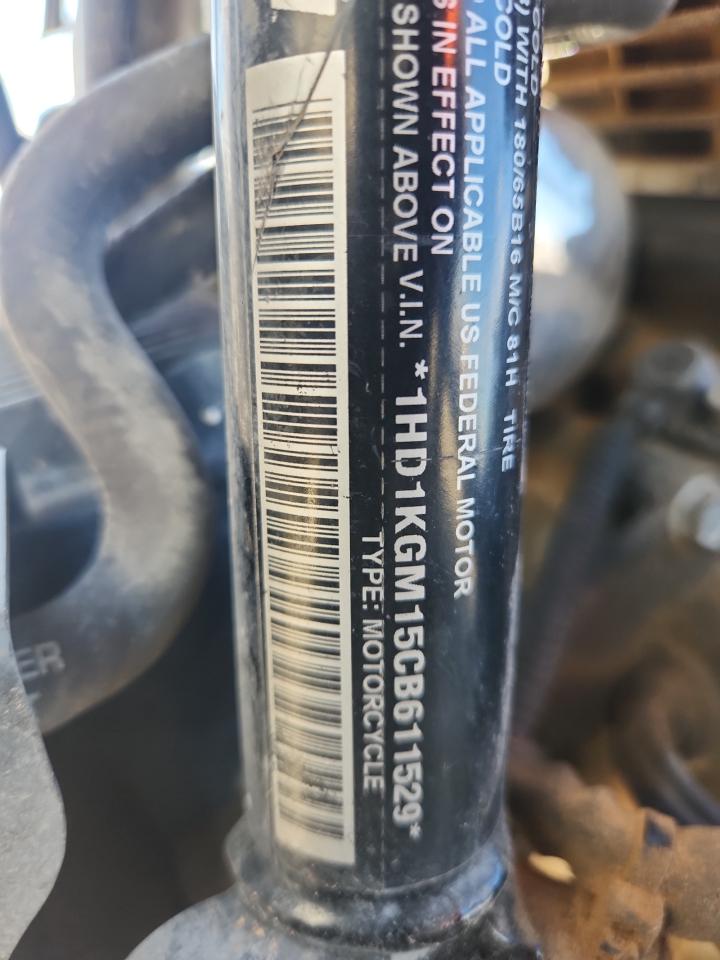 COLD
) WITH 180/65B16 M/C 81H TIRE
COLD
ALL APPLICABLE US FEDERAL MOTOR
S IN EFFECT ON
SHOWN ABOVE V.I.N. *1HD1KGM15CB611529*
TYPE: MOTORCYCLE